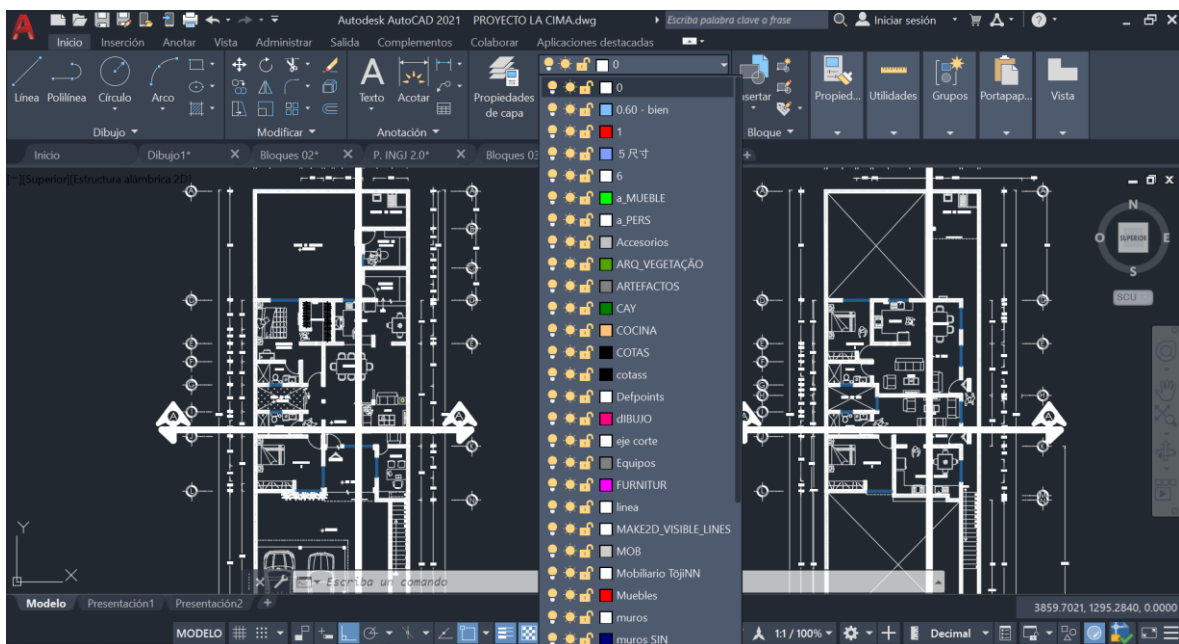 Autodesk AutoCAD 2021 PROYECTO LA CIMA.dwg
Escriba palabra clave o frase
Iniciar sesión
Inicio Inserción Anotar Vista Administrar Salida Complementos Colaborar Aplicaciones destacadas
0
Línea Polilínea Círculo Arco
Texto Acotar
Propiedades de capa
Propied... Utilidades Grupos Portapap... Vista
Dibujo Modificar Anotación
Bloque
Inicio Dibujo1* Bloques 02* P. INGJ 2.0* Bloques 03
[Superior][Estructura alámbrica 2D]
0
0.60 - bien
1
5 尺寸
6
a_MUEBLE
a_PERS
Accesorios
ARQ_VEGETAÇÃO
ARTEFACTOS
CAY
COCINA
COTAS
cotass
Defpoints
dIBUJO
eje corte
Equipos
FURNITUR
linea
MAKE2D_VISIBLE_LINES
MOB
Mobiliario TöjiNN
Muebles
muros
muros SIN
N
O SUPERIOR E
S
SCU
A A
A A
Y
X
Escriba un comando
Modelo Presentación1 Presentación2
3859.7021, 1295.2840, 0.0000
MODELO
1:1 / 100%
Decimal